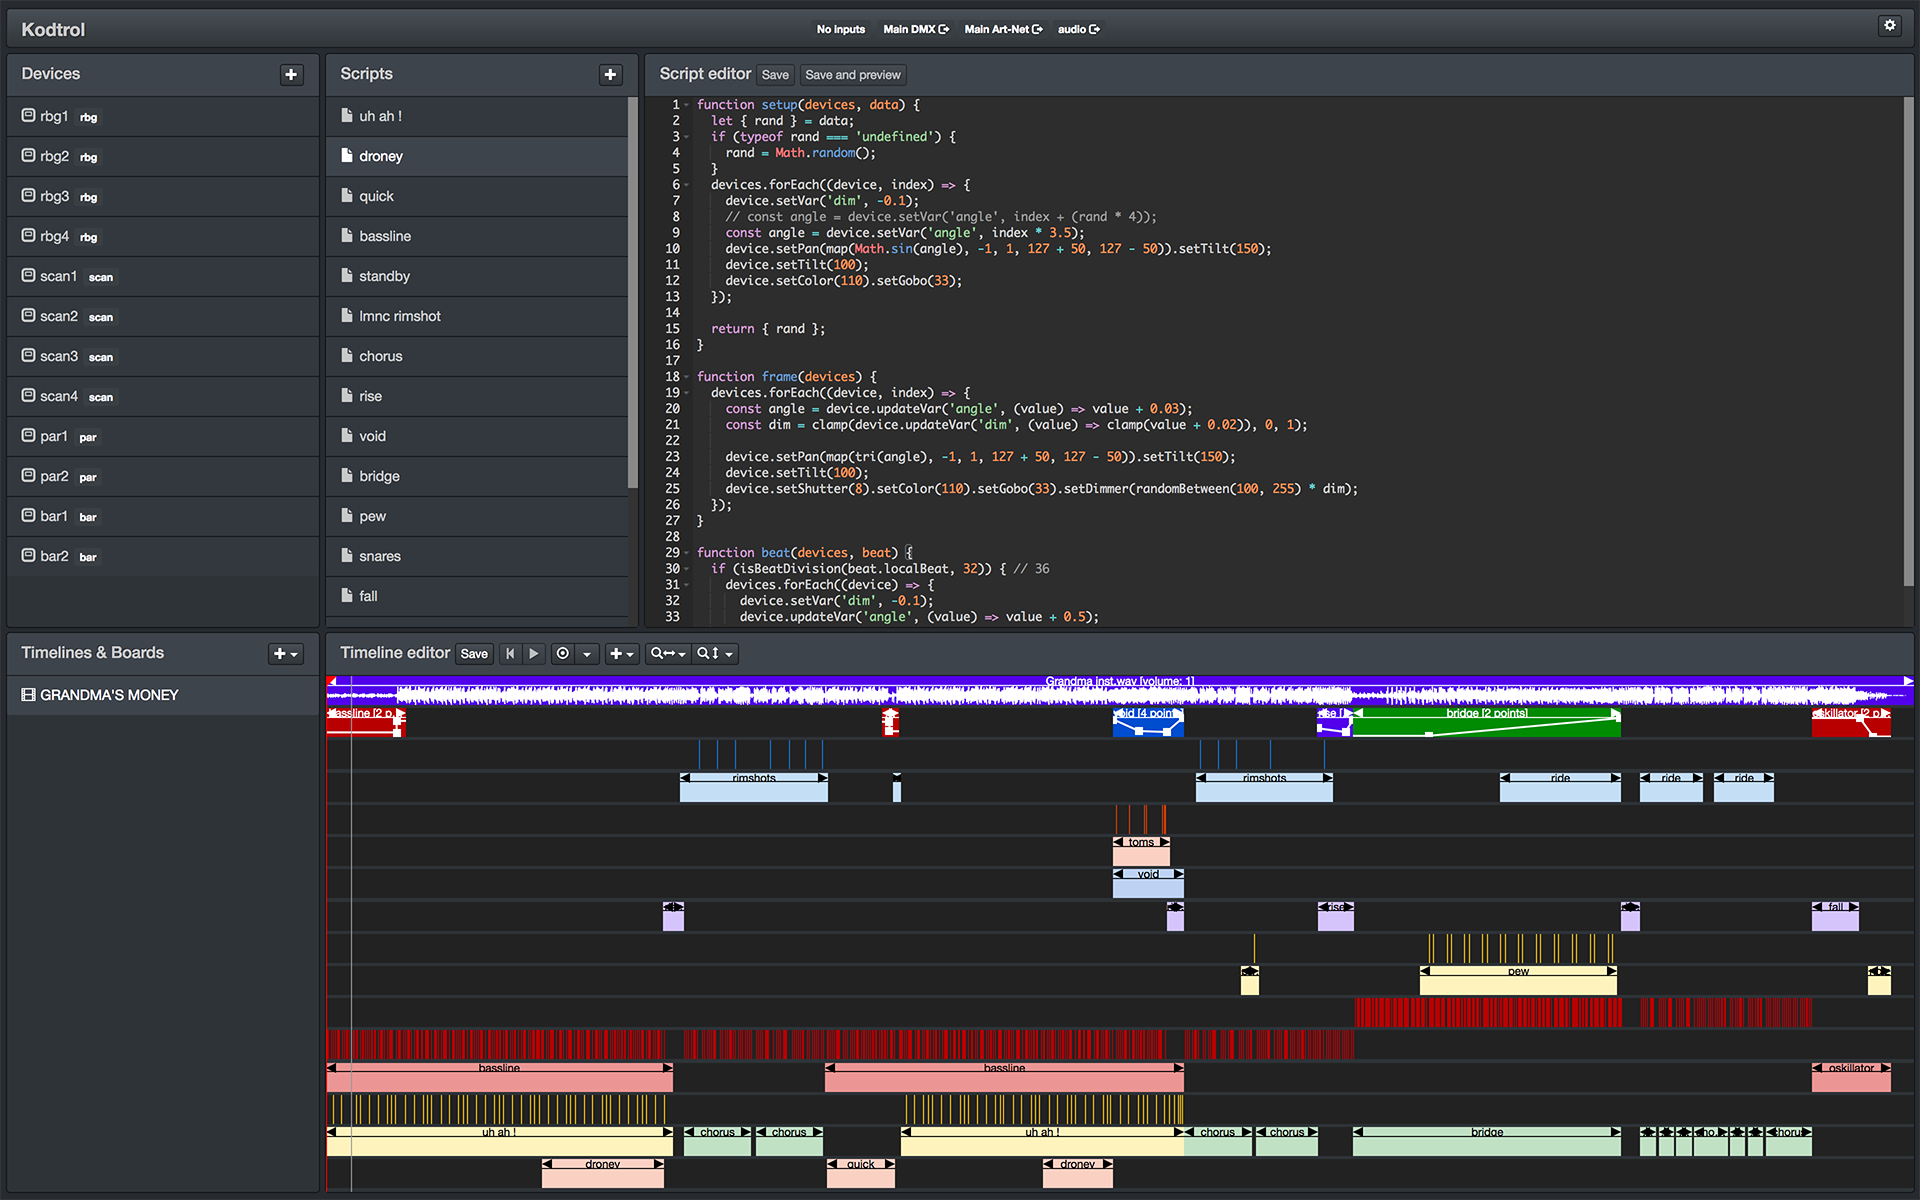 Kodtrol
No inputs Main DMX Main Art-Net audio
Devices
rbg1 rbg
rbg2 rbg
rbg3 rbg
rbg4 rbg
scan1 scan
scan2 scan
scan3 scan
scan4 scan
par1 par
par2 par
bar1 bar
bar2 bar
Scripts
uh ah !
droney
quick
bassline
standby
lmnc rimshot
chorus
rise
void
bridge
pew
snares
fall
Script editor Save Save and preview
1 function setup(devices, data) {
2 let { rand } = data;
3 if (typeof rand === 'undefined') {
4 rand = Math.random();
5 }
6 devices.forEach((device, index) => {
7 device.setVar('dim', -0.1);
8 // const angle = device.setVar('angle', index + (rand * 4));
9 const angle = device.setVar('angle', index * 3.5);
10 device.setPan(map(Math.sin(angle), -1, 1, 127 + 50, 127 - 50)).setTilt(150);
11 device.setTilt(100);
12 device.setColor(110).setGobo(33);
13 });
14
15 return { rand };
16 }
17
18 function frame(devices) {
19 devices.forEach((device, index) => {
20 const angle = device.updateVar('angle', (value) => value + 0.03);
21 const dim = clamp(device.updateVar('dim', (value) => clamp(value + 0.02)), 0, 1);
22
23 device.setPan(map(tri(angle), -1, 1, 127 + 50, 127 - 50)).setTilt(150);
24 device.setTilt(100);
25 device.setShutter(8).setColor(110).setGobo(33).setDimmer(randomBetween(100, 255) * dim);
26 });
27 }
28
29 function beat(devices, beat) {
30 if (isBeatDivision(beat.localBeat, 32)) { // 36
31 devices.forEach((device) => {
32 device.setVar('dim', -0.1);
33 device.updateVar('angle', (value) => value + 0.5);
Timelines & Boards
GRANDMA'S MONEY
Timeline editor Save
Grandma inst.wav [volume: 1]
bridge [2 points]
rimshots rimshots ride ride ride
toms
void
rise fall
pew
bassline bassline oskillator
uh ah ! chorus chorus uh ah ! chorus chorus bridge
droney quick droney